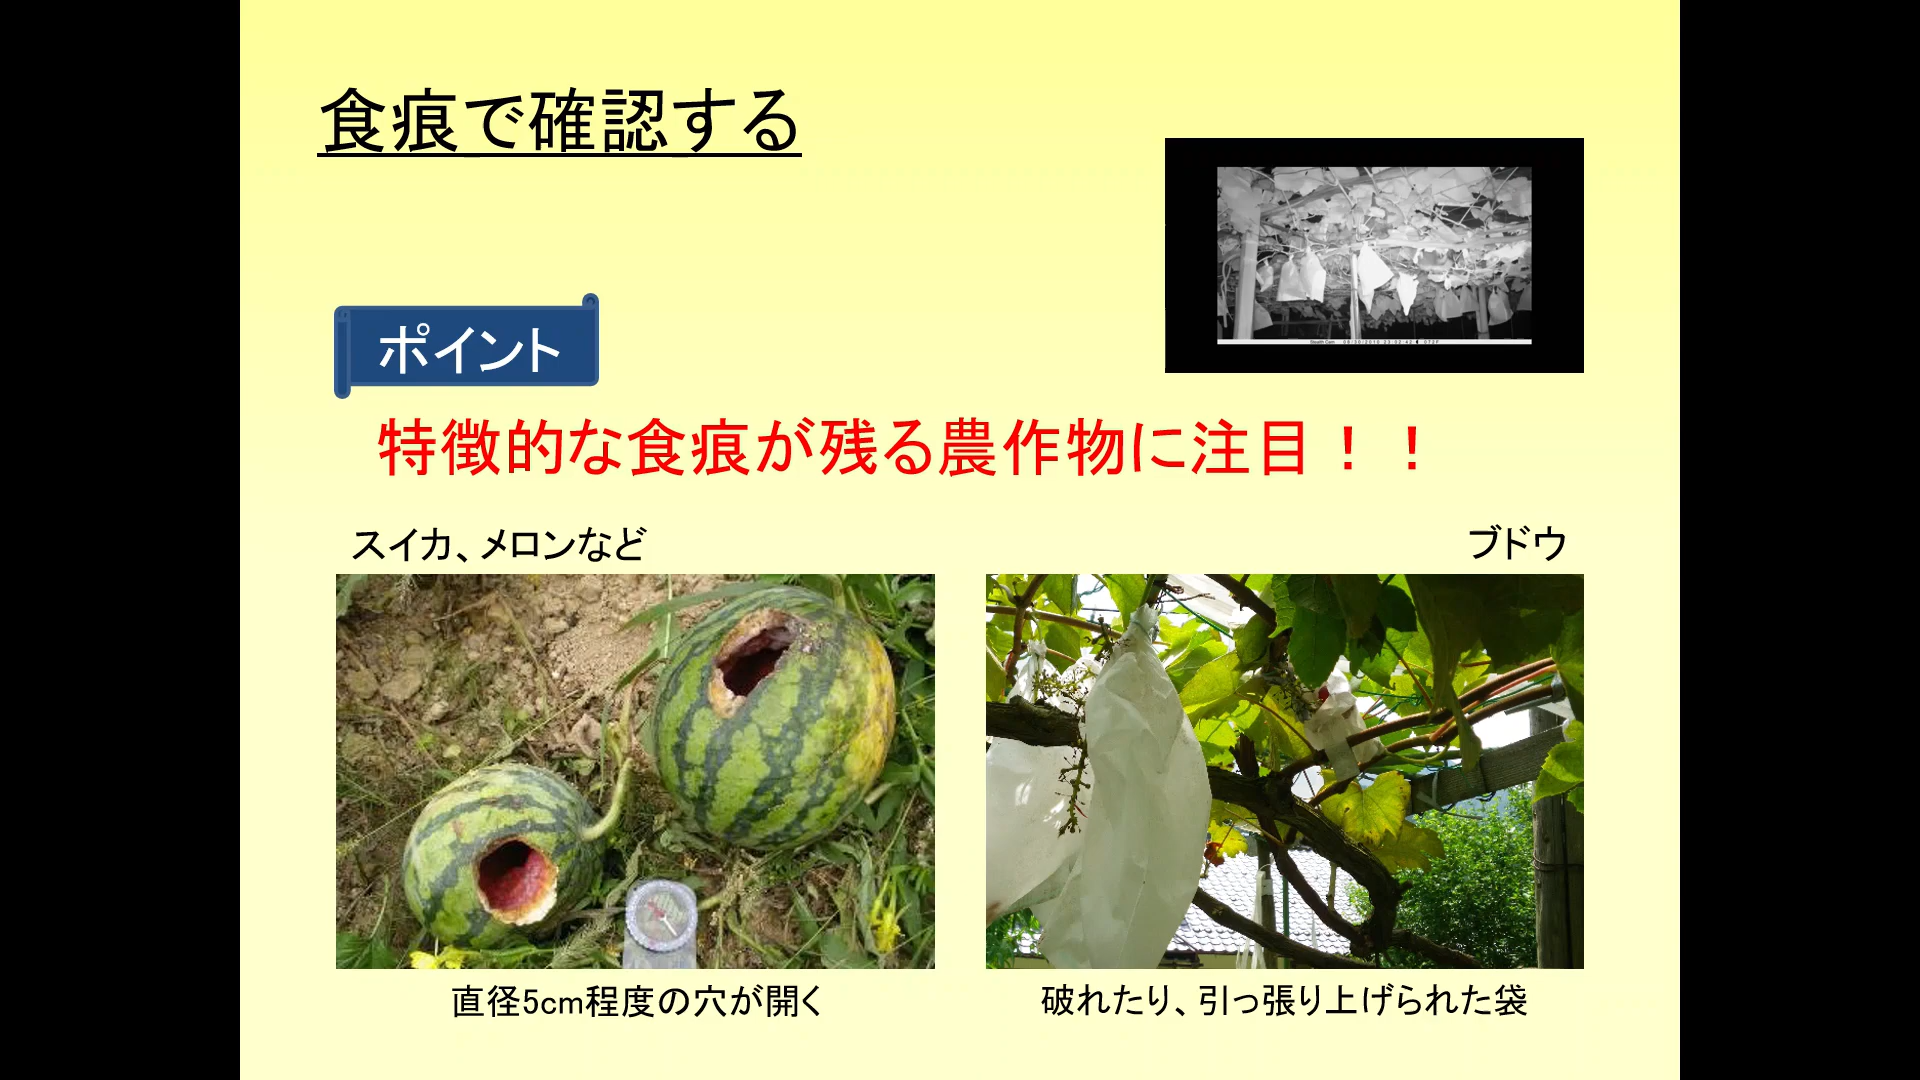 食痕で確認する
ポイント
特徴的な食痕が残る農作物に注目！！
スイカ、メロンなど
ブドウ
直径5cm程度の穴が開く
破れたり、引っ張り上げられた袋